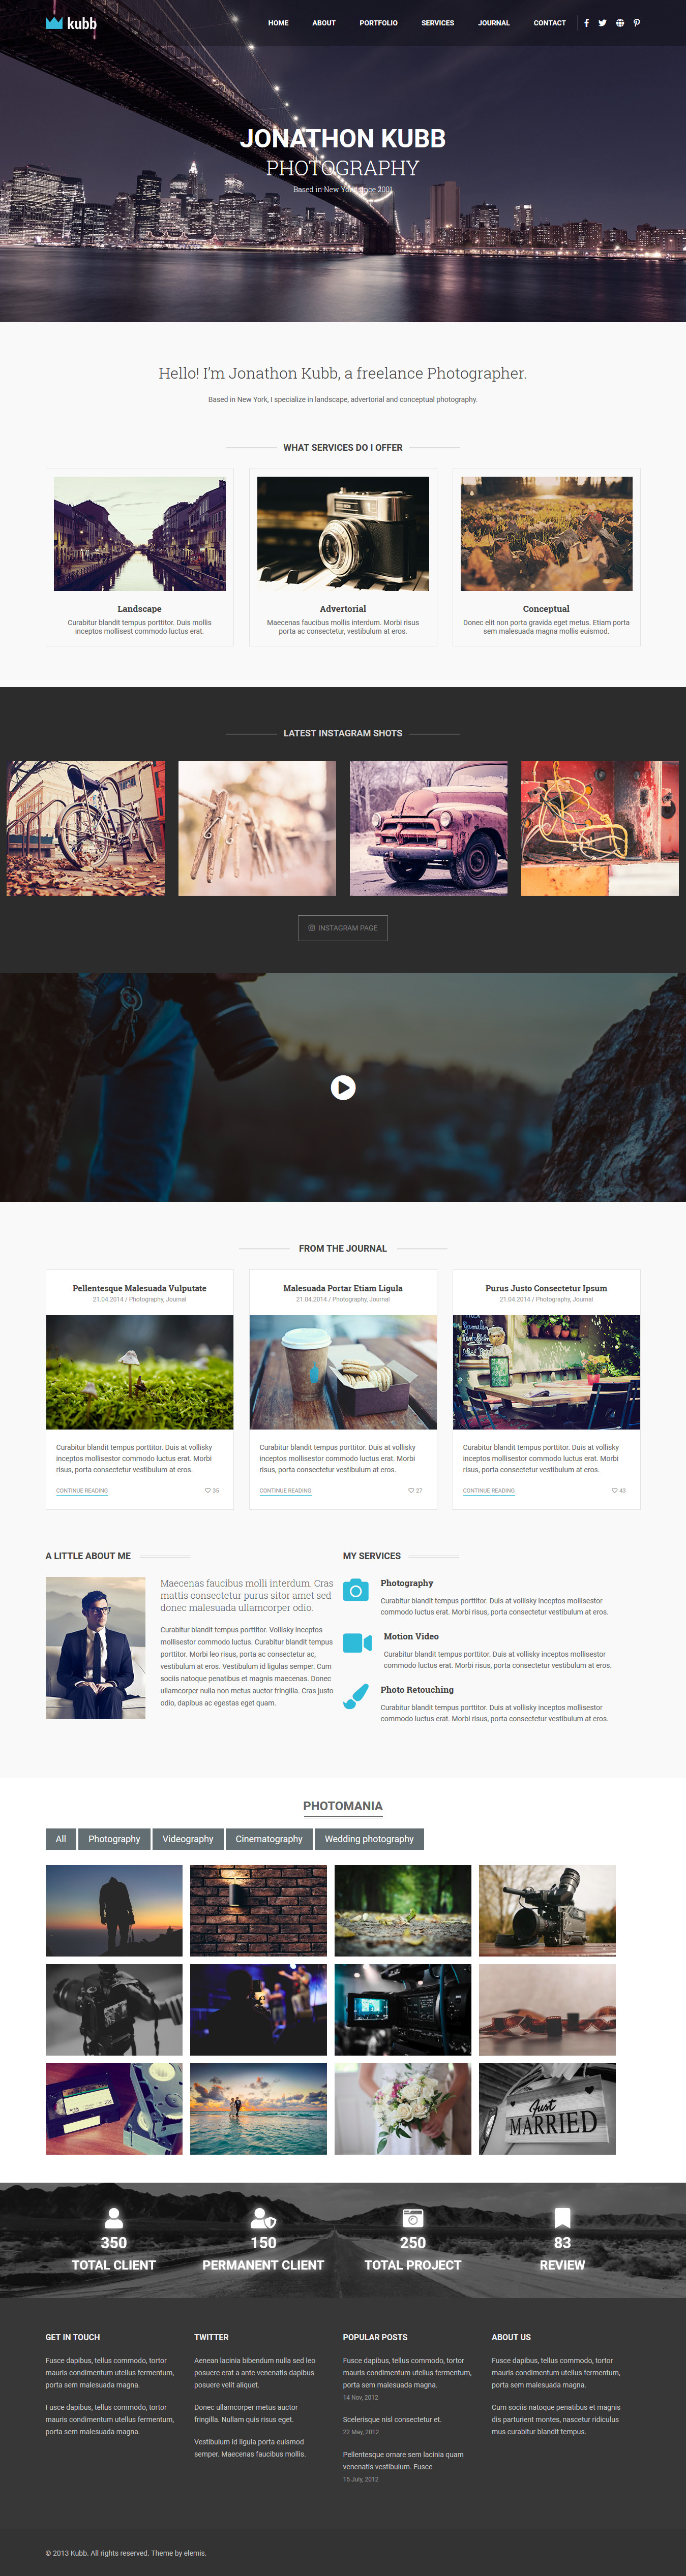 kubb
HOME ABOUT PORTFOLIO SERVICES JOURNAL CONTACT
JONATHON KUBB
PHOTOGRAPHY
Based in New York since 2001
Hello! I'm Jonathon Kubb, a freelance Photographer.
Based in New York, I specialize in landscape, advertorial and conceptual photography.
WHAT SERVICES DO I OFFER
Landscape
Curabitur blandit tempus porttitor. Duis mollis
inceptos mollisest commodo luctus erat.
Advertorial
Maecenas faucibus mollis interdum. Morbi risus
porta ac consectetur, vestibulum at eros.
Conceptual
Donec elit non porta gravida eget metus. Etiam porta
sem malesuada magna mollis euismod.
LATEST INSTAGRAM SHOTS
INSTAGRAM PAGE
FROM THE JOURNAL
Pellentesque Malesuada Vulputate
21.04.2014 / Photography, Journal
Curabitur blandit tempus porttitor. Duis at vollisky
inceptos mollisestor commodo luctus erat. Morbi
risus, porta consectetur vestibulum at eros.
CONTINUE READING 35
Malesuada Portar Etiam Ligula
21.04.2014 / Photography, Journal
Curabitur blandit tempus porttitor. Duis at vollisky
inceptos mollisestor commodo luctus erat. Morbi
risus, porta consectetur vestibulum at eros.
CONTINUE READING 27
Purus Justo Consectetur Ipsum
21.04.2014 / Photography, Journal
Curabitur blandit tempus porttitor. Duis at vollisky
inceptos mollisestor commodo luctus erat. Morbi
risus, porta consectetur vestibulum at eros.
CONTINUE READING 43
A LITTLE ABOUT ME
Maecenas faucibus molli interdum. Cras
mattis consectetur purus sitor amet sed
donec malesuada ullamcorper odio.
Curabitur blandit tempus porttitor. Vollisky inceptos
mollisestor commodo luctus. Curabitur blandit tempus
porttitor. Morbi leo risus, porta ac consectetur ac,
vestibulum at eros. Vestibulum id ligulas semper. Cum
sociis natoque penatibus et magnis maecenas. Donec
ullamcorper nulla non metus auctor fringilla. Cras justo
odio, dapibus ac egestas eget quam.
MY SERVICES
Photography
Curabitur blandit tempus porttitor. Duis at vollisky inceptos mollisestor
commodo luctus erat. Morbi risus, porta consectetur vestibulum at eros.
Motion Video
Curabitur blandit tempus porttitor. Duis at vollisky inceptos mollisestor
commodo luctus erat. Morbi risus, porta consectetur vestibulum at eros.
Photo Retouching
Curabitur blandit tempus porttitor. Duis at vollisky inceptos mollisestor
commodo luctus erat. Morbi risus, porta consectetur vestibulum at eros.
PHOTOMANIA
All Photography Videography Cinematography Wedding photography
Just
MARRIED
350
TOTAL CLIENT
150
PERMANENT CLIENT
250
TOTAL PROJECT
83
REVIEW
GET IN TOUCH
Fusce dapibus, tellus commodo, tortor
mauris condimentum utellus fermentum,
porta sem malesuada magna.
Fusce dapibus, tellus commodo, tortor
mauris condimentum utellus fermentum,
porta sem malesuada magna.
TWITTER
Aenean lacinia bibendum nulla sed leo
posuere erat a ante venenatis dapibus
posuere velit aliquet.
Donec ullamcorper metus auctor
fringilla. Nullam quis risus eget.
Vestibulum id ligula porta euismod
semper. Maecenas faucibus mollis.
POPULAR POSTS
Fusce dapibus, tellus commodo, tortor
mauris condimentum utellus fermentum,
porta sem malesuada magna.
14 Nov, 2012
Scelerisque nisl consectetur et.
22 May, 2012
Pellentesque ornare sem lacinia quam
venenatis vestibulum. Fusce
15 July, 2012
ABOUT US
Fusce dapibus, tellus commodo, tortor
mauris condimentum utellus fermentum,
porta sem malesuada magna.
Cum sociis natoque penatibus et magnis
dis parturient montes, nascetur ridiculus
mus curabitur blandit tempus.
© 2013 Kubb. All rights reserved. Theme by elemis.